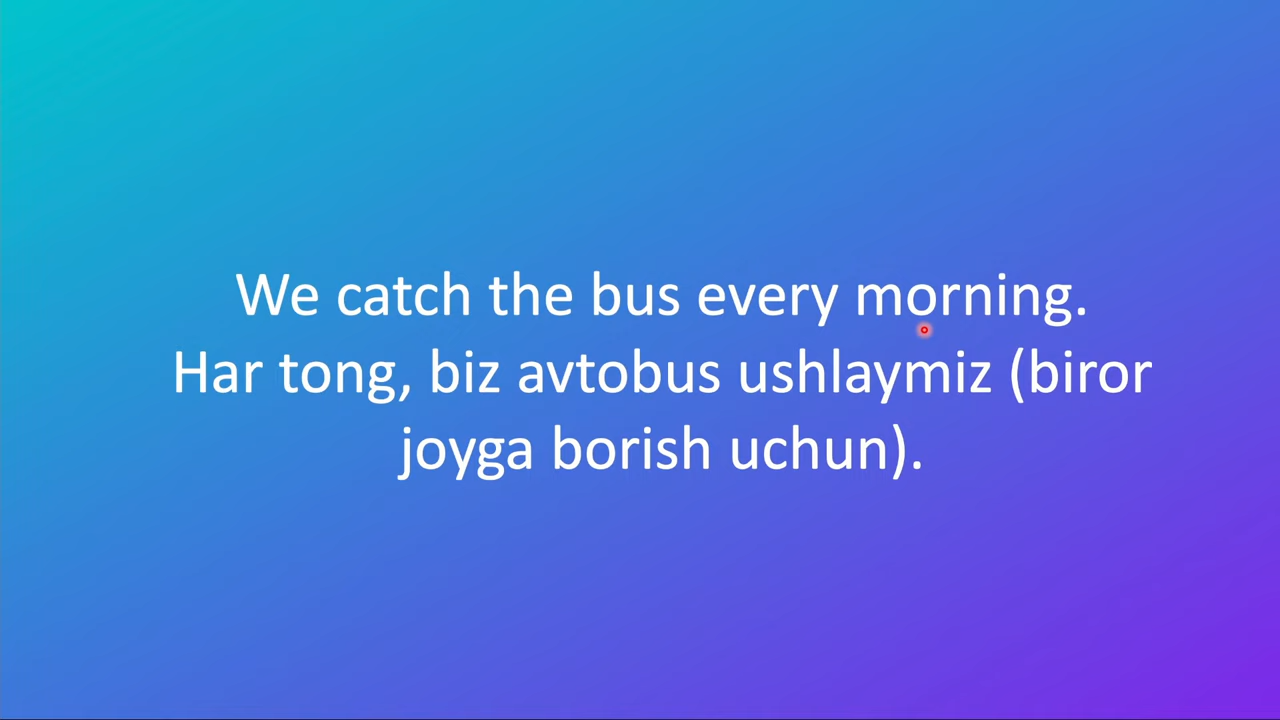 We catch the bus every morning.
Har tong, biz avtobus ushlaymiz (biror
joyga borish uchun).